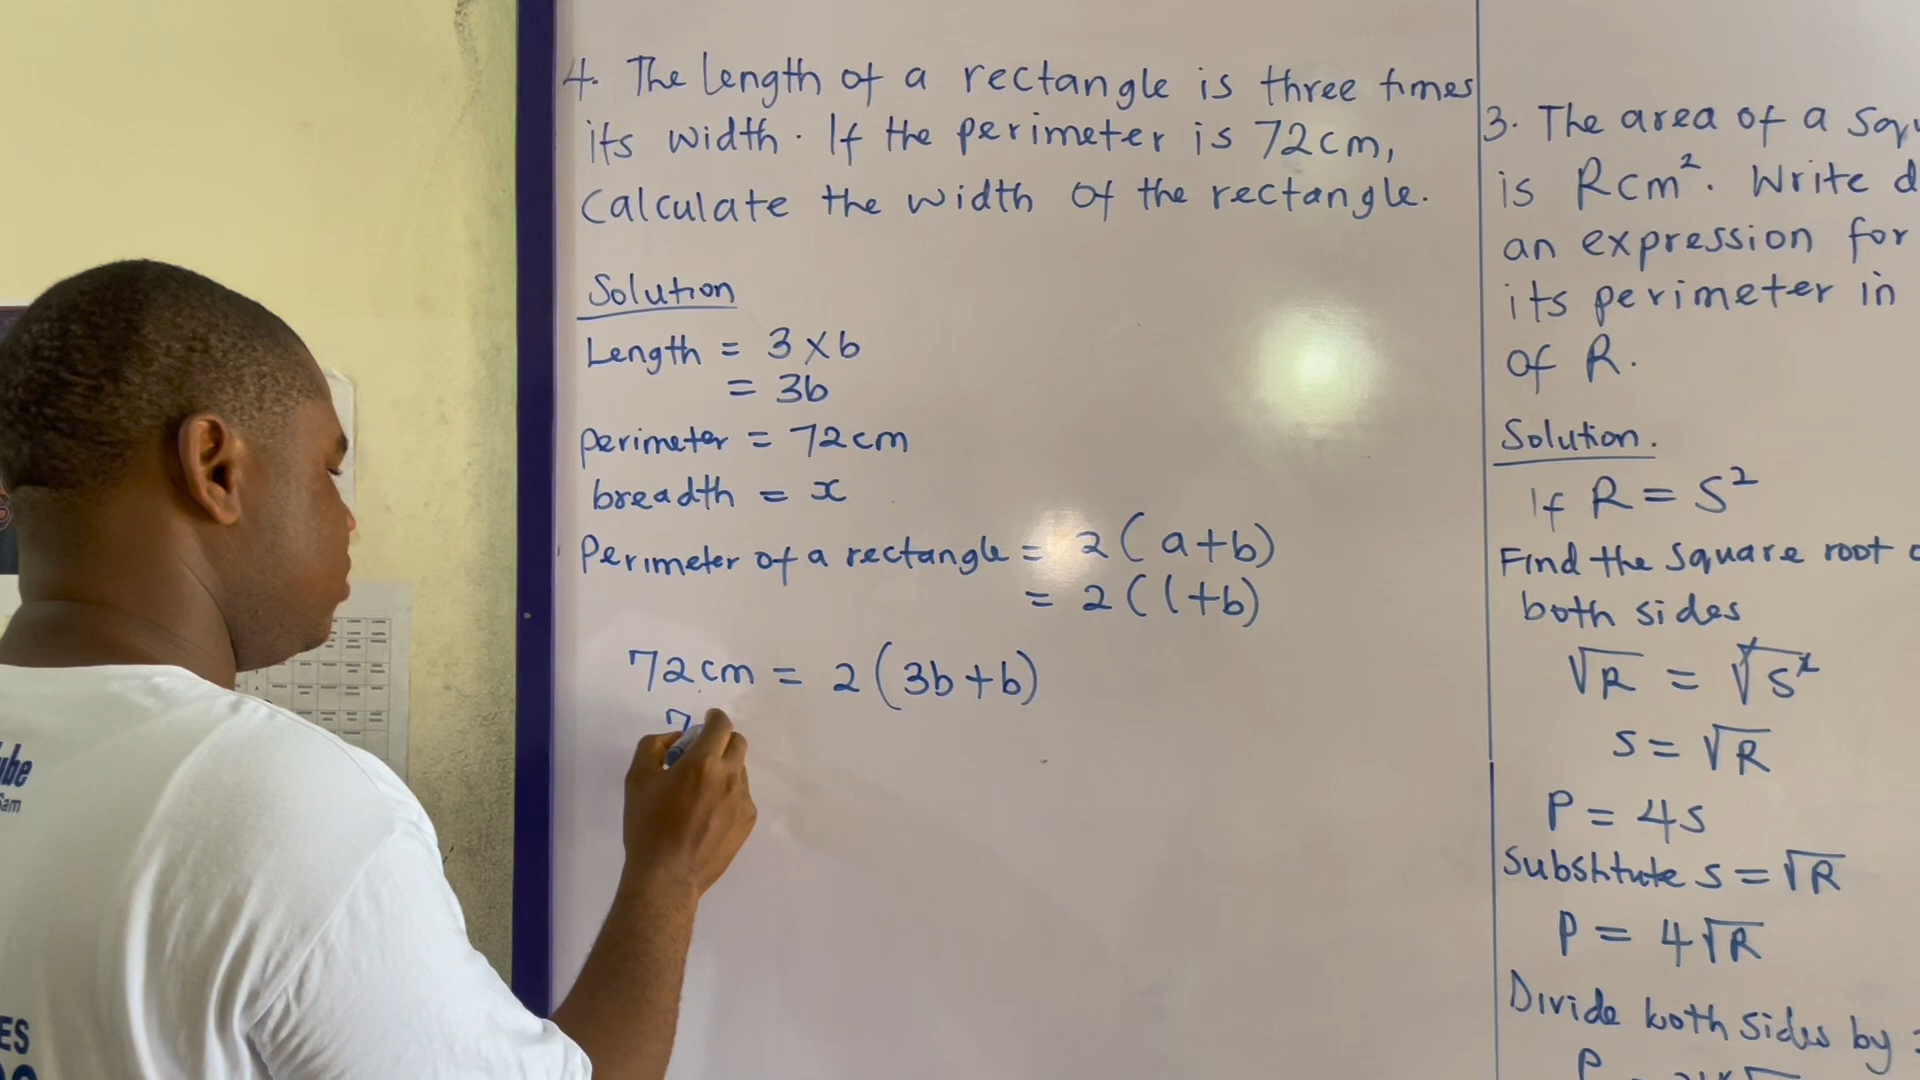 4. The length of a rectangle is three times
its width. If the perimeter is 72cm,
Calculate the width of the rectangle.
Solution
Length = 3 × b
= 3b
perimeter = 72cm
breadth = x
Perimeter of a rectangle = 2(a+b)
= 2(l+b)
72cm = 2(3b+b)
7
3. The area of a
is Rcm². Write
an expression for
its perimeter in
of R.
Solution.
If R = S²
Find the square root
both sides
√R = √S²
S = √R
P = 4s
Substitute s = √R
P = 4√R
Divide both sides by
P
ES